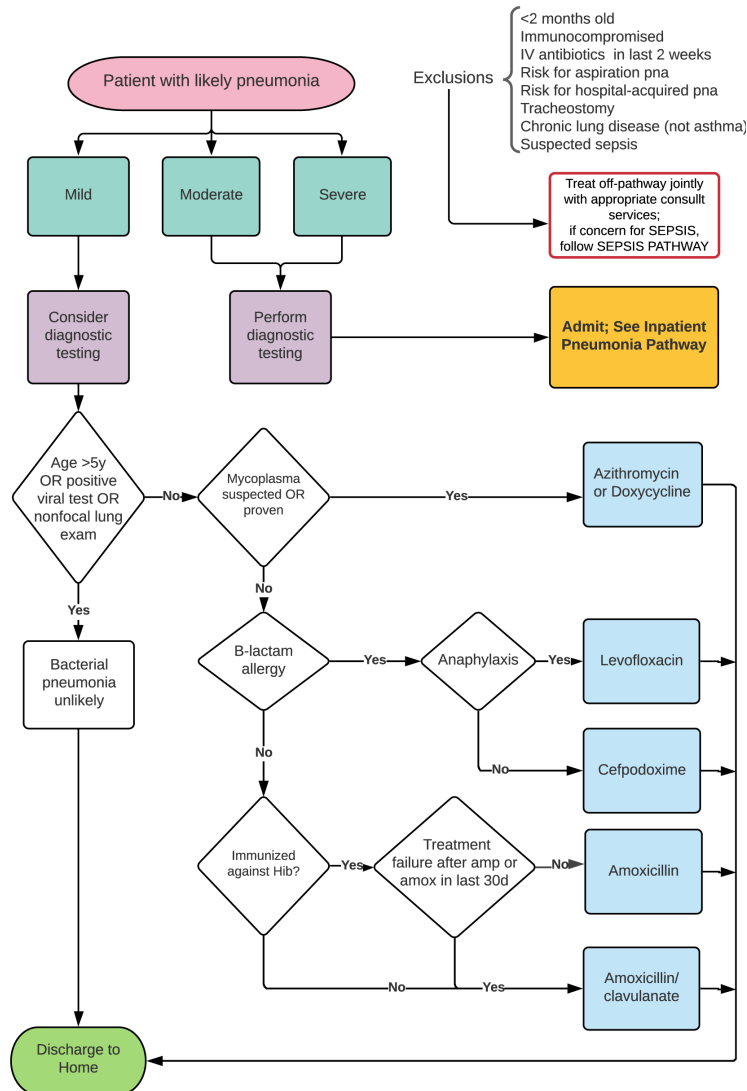 <2 months old
Immunocompromised
IV antibiotics in last 2 weeks
Exclusions
Risk for aspiration pna
Risk for hospital-acquired pna
Tracheostomy
Chronic lung disease (not asthma)
Suspected sepsis
Patient with likely pneumonia
Mild
Moderate
Severe
Treat off-pathway jointly
with appropriate consullt
services;
if concern for SEPSIS,
follow SEPSIS PATHWAY
Consider
diagnostic
testing
Perform
diagnostic
testing
Admit; See Inpatient
Pneumonia Pathway
Age >5y
OR positive
viral test OR
nonfocal lung
exam
No
Mycoplasma
suspected OR
proven
Yes
Azithromycin
or Doxycycline
Yes
No
Bacterial
pneumonia
unlikely
B-lactam
allergy
Yes
Anaphylaxis
Yes
Levofloxacin
No
No
Cefpodoxime
Immunized
against Hib?
Yes
Treatment
failure after amp or
amox in last 30d
No
Amoxicillin
No
Yes
Amoxicillin/
clavulanate
Discharge to
Home